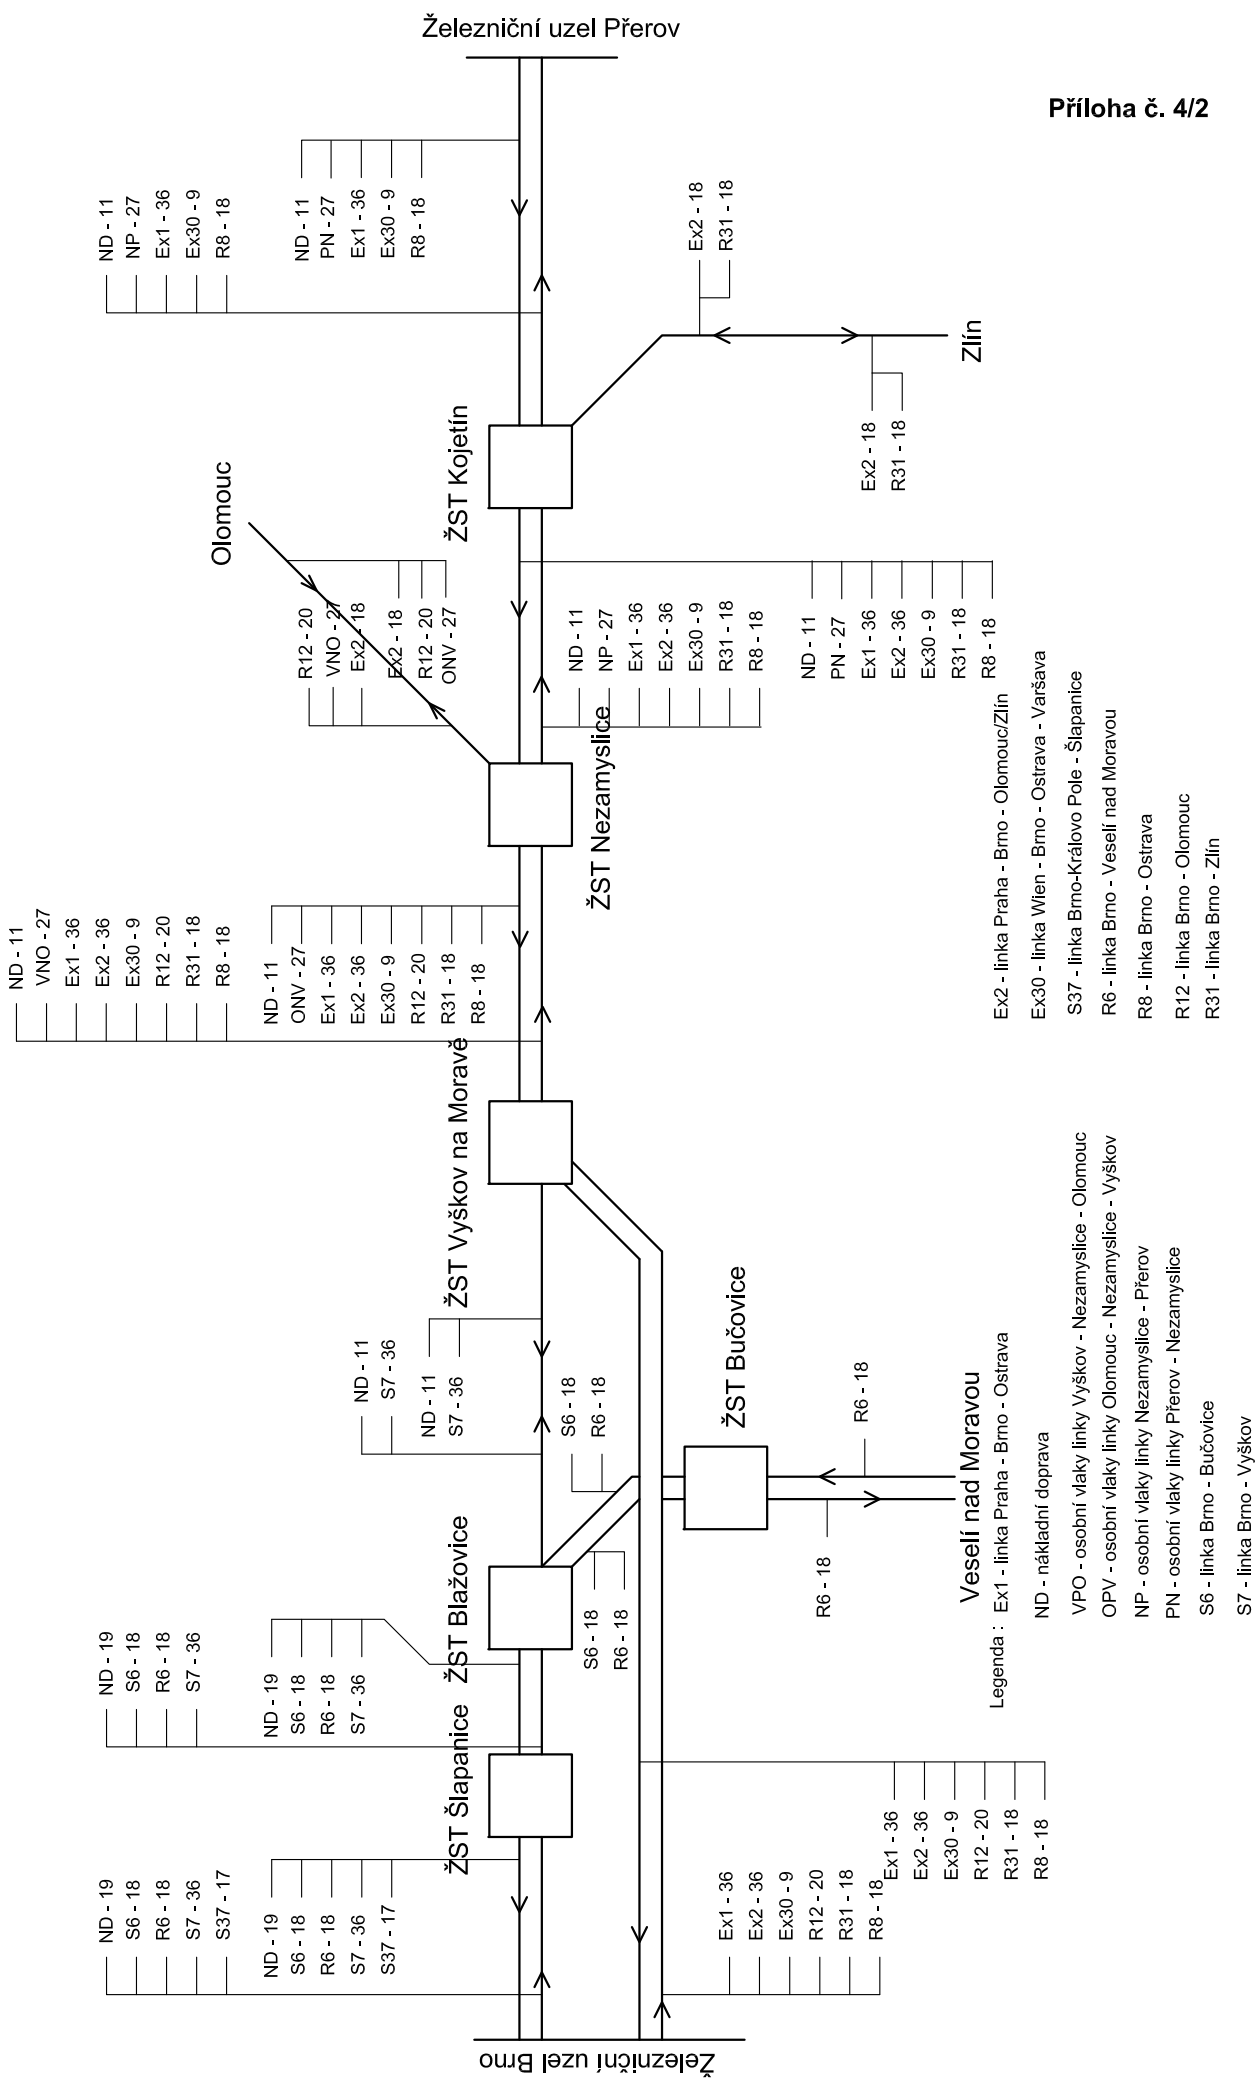 Železniční uzel Přerov
Příloha č. 4/2
ND - 11
NP - 27
Ex1 - 36
Ex30 - 9
R8 - 18
ND - 11
PN - 27
Ex1 - 36
Ex30 - 9
R8 - 18
Ex2 - 18
R31 - 18
Zlín
Ex2 - 18
R31 - 18
ŽST Kojetín
Olomouc
R12 - 20
VNO - 27
Ex2 - 18
Ex2 - 18
R12 - 20
ONV - 27
ND - 11
NP - 27
Ex1 - 36
Ex2 - 36
Ex30 - 9
R31 - 18
R8 - 18
ND - 11
PN - 27
Ex1 - 36
Ex2 - 36
Ex30 - 9
R31 - 18
R8 - 18
ŽST Nezamyslice
ND - 11
VNO - 27
Ex1 - 36
Ex2 - 36
Ex30 - 9
R12 - 20
R31 - 18
R8 - 18
ND - 11
ONV - 27
Ex1 - 36
Ex2 - 36
Ex30 - 9
R12 - 20
R31 - 18
R8 - 18
ŽST Vyškov na Moravě
ND - 11
S7 - 36
ND - 11
S7 - 36
S6 - 18
R6 - 18
ŽST Bučovice
R6 - 18
R6 - 18
Veselí nad Moravou
ŽST Blažovice
S6 - 18
R6 - 18
ND - 19
S6 - 18
R6 - 18
S7 - 36
ND - 19
S6 - 18
R6 - 18
S7 - 36
ŽST Šlapanice
ND - 19
S6 - 18
R6 - 18
S7 - 36
S37 - 17
ND - 19
S6 - 18
R6 - 18
S7 - 36
S37 - 17
Ex1 - 36
Ex2 - 36
Ex30 - 9
R12 - 20
R31 - 18
R8 - 18
Ex1 - 36
Ex2 - 36
Ex30 - 9
R12 - 20
R31 - 18
R8 - 18
Železniční uzel Brno
Legenda : Ex1 - linka Praha - Brno - Ostrava
ND - nákladní doprava
VPO - osobní vlaky linky Vyškov - Nezamyslice - Olomouc
OPV - osobní vlaky linky Olomouc - Nezamyslice - Vyškov
NP - osobní vlaky linky Nezamyslice - Přerov
PN - osobní vlaky linky Přerov - Nezamyslice
S6 - linka Brno - Bučovice
S7 - linka Brno - Vyškov
Ex2 - linka Praha - Brno - Olomouc/Zlín
Ex30 - linka Wien - Brno - Ostrava - Varšava
S37 - linka Brno-Královo Pole - Šlapanice
R6 - linka Brno - Veselí nad Moravou
R8 - linka Brno - Ostrava
R12 - linka Brno - Olomouc
R31 - linka Brno - Zlín